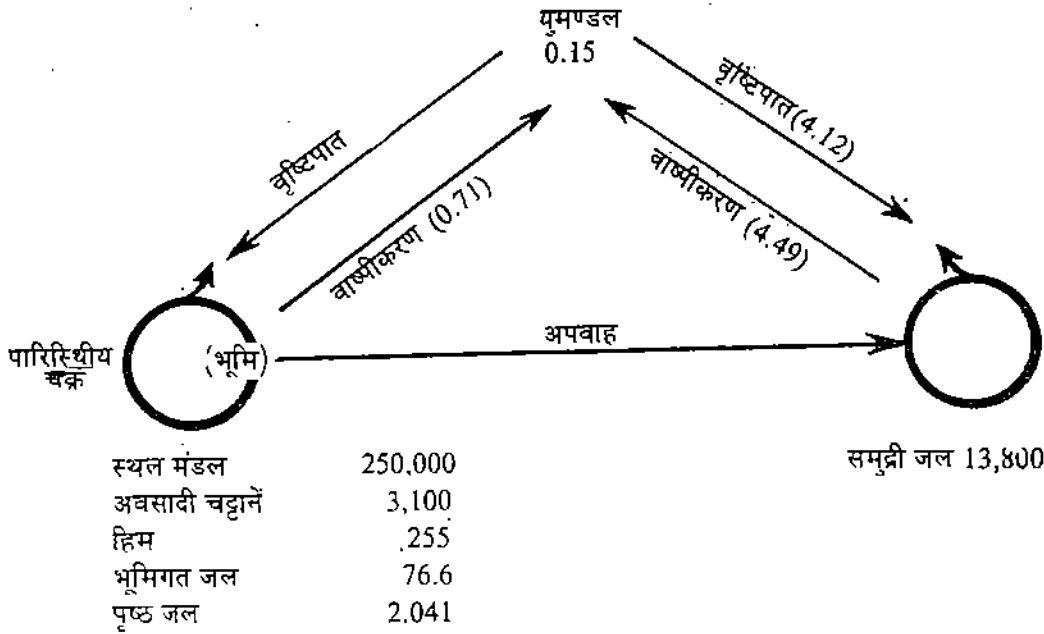 युमण्डल
0.15
वृष्टिपात
वृष्टिपात (4.12)
वाष्पीकरण (0.71)
वाष्पीकरण (4.49)
अपवाह
पारिस्थीय
चक्र
(भूमि)
समुद्री जल 13,800
स्थल मंडल 250,000
अवसादी चट्टानें 3,100
हिम .255
भूमिगत जल 76.6
पृष्ठ जल 2.041